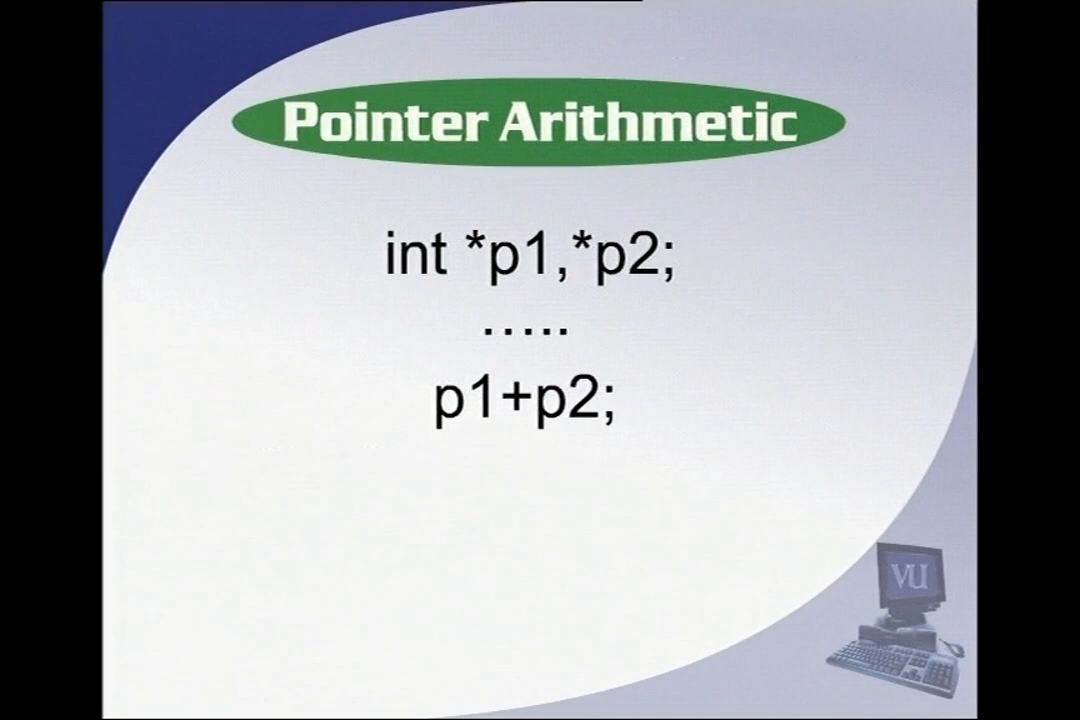 Pointer Arithmetic
int *p1,*p2;
.....
p1+p2;
VU